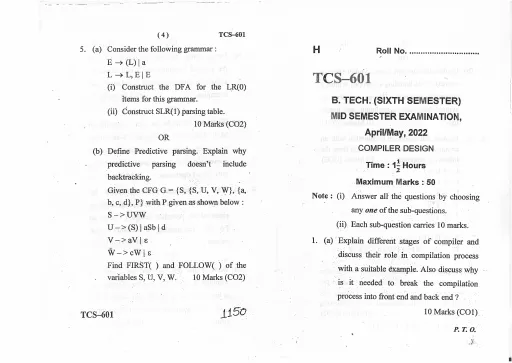 ( 4 )
TCS-601
5. (a) Consider the following grammar :
E → (L) | a
L → L, E | E
(i) Construct the DFA for the LR(0)
items for this grammar.
(ii) Construct SLR(1) parsing table.
10 Marks (CO2)
OR
(b) Define Predictive parsing. Explain why
predictive parsing doesn't include
backtracking.
Given the CFG G = {S, {S, U, V, W}, {a,
b, c, d}, P} with P given as shown below :
S – > UVW
U – > (S) | aSb | d
V – > aV | ε
W – > cW | ε
Find FIRST( ) and FOLLOW( ) of the
variables S, U, V, W. 10 Marks (CO2)
TCS-601
1150
H
Roll No. ..............................
TCS–601
B. TECH. (SIXTH SEMESTER)
MID SEMESTER EXAMINATION,
April/May, 2022
COMPILER DESIGN
Time : 1½ Hours
Maximum Marks : 50
Note : (i) Answer all the questions by choosing
any one of the sub-questions.
(ii) Each sub-question carries 10 marks.
1. (a) Explain different stages of compiler and
discuss their role in compilation process
with a suitable example. Also discuss why
is it needed to break the compilation
process into front end and back end ?
10 Marks (CO1)
P. T. O.